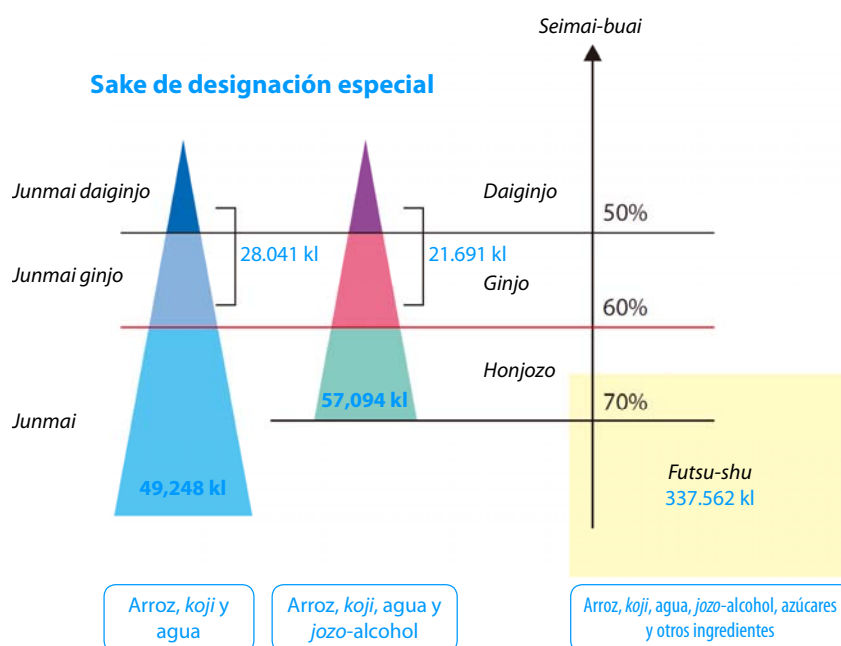 Seimai-buai
Sake de designación especial
Junmai daiginjo
Daiginjo
50%
28.041 kl
21.691 kl
Junmai ginjo
Ginjo
60%
Honjozo
57,094 kl
70%
Junmai
49,248 kl
Futsu-shu
337.562 kl
Arroz, koji y
agua
Arroz, koji, agua y
jozo-alcohol
Arroz, koji, agua, jozo-alcohol, azúcares
y otros ingredientes